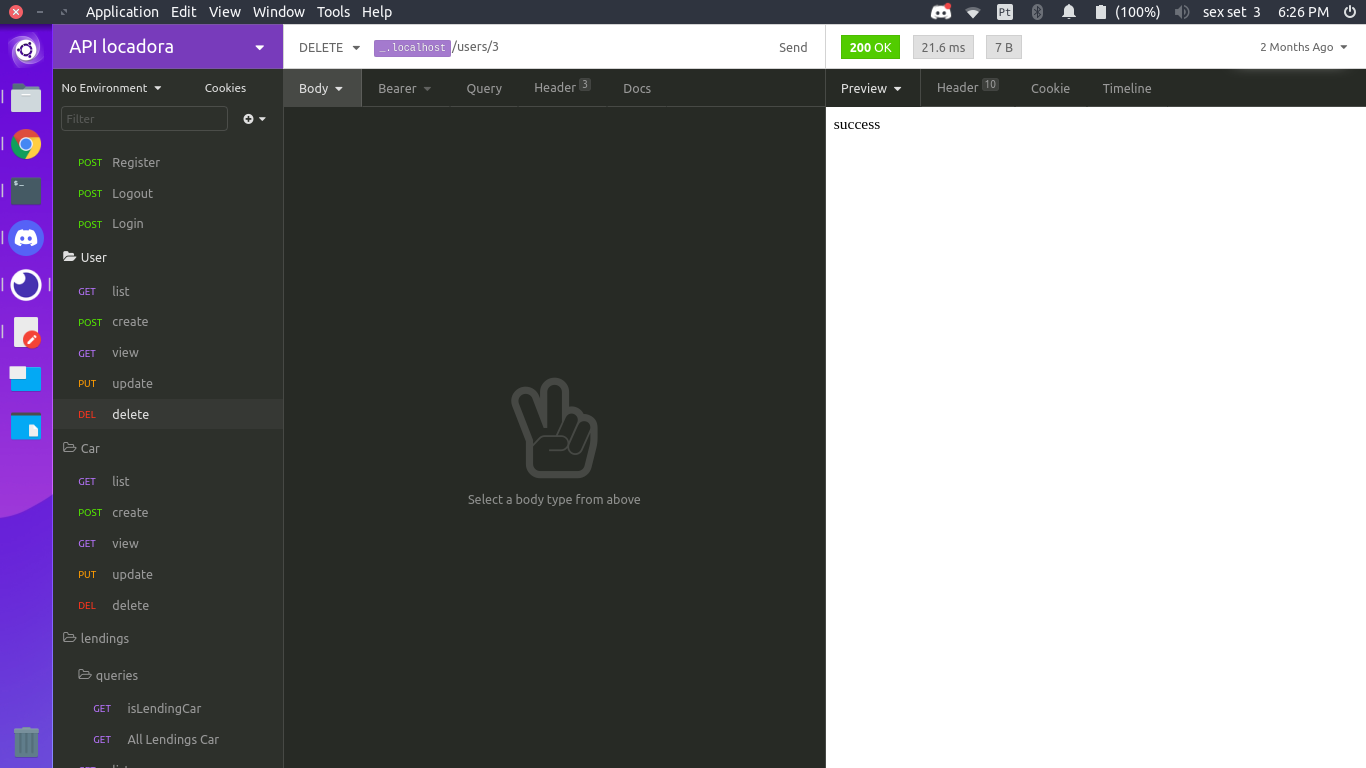 Application Edit View Window Tools Help
Pt (100%) sex set 3 6:26 PM
API locadora
DELETE _.localhost/users/3 Send
200 OK 21.6 ms 7 B 2 Months Ago
No Environment Cookies
Body Bearer Query Header 3 Docs
Preview Header 10 Cookie Timeline
Filter
success
POST Register
POST Logout
POST Login
User
GET list
POST create
GET view
PUT update
DEL delete
Car
GET list
POST create
GET view
PUT update
DEL delete
lendings
queries
GET isLendingCar
GET All Lendings Car
Select a body type from above
$_